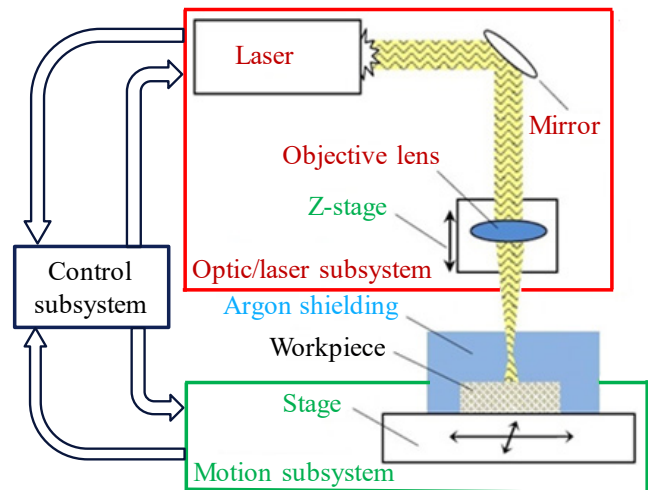 Laser
Mirror
Objective lens
Z-stage
Control
subsystem
Optic/laser subsystem
Argon shielding
Workpiece
Stage
Motion subsystem